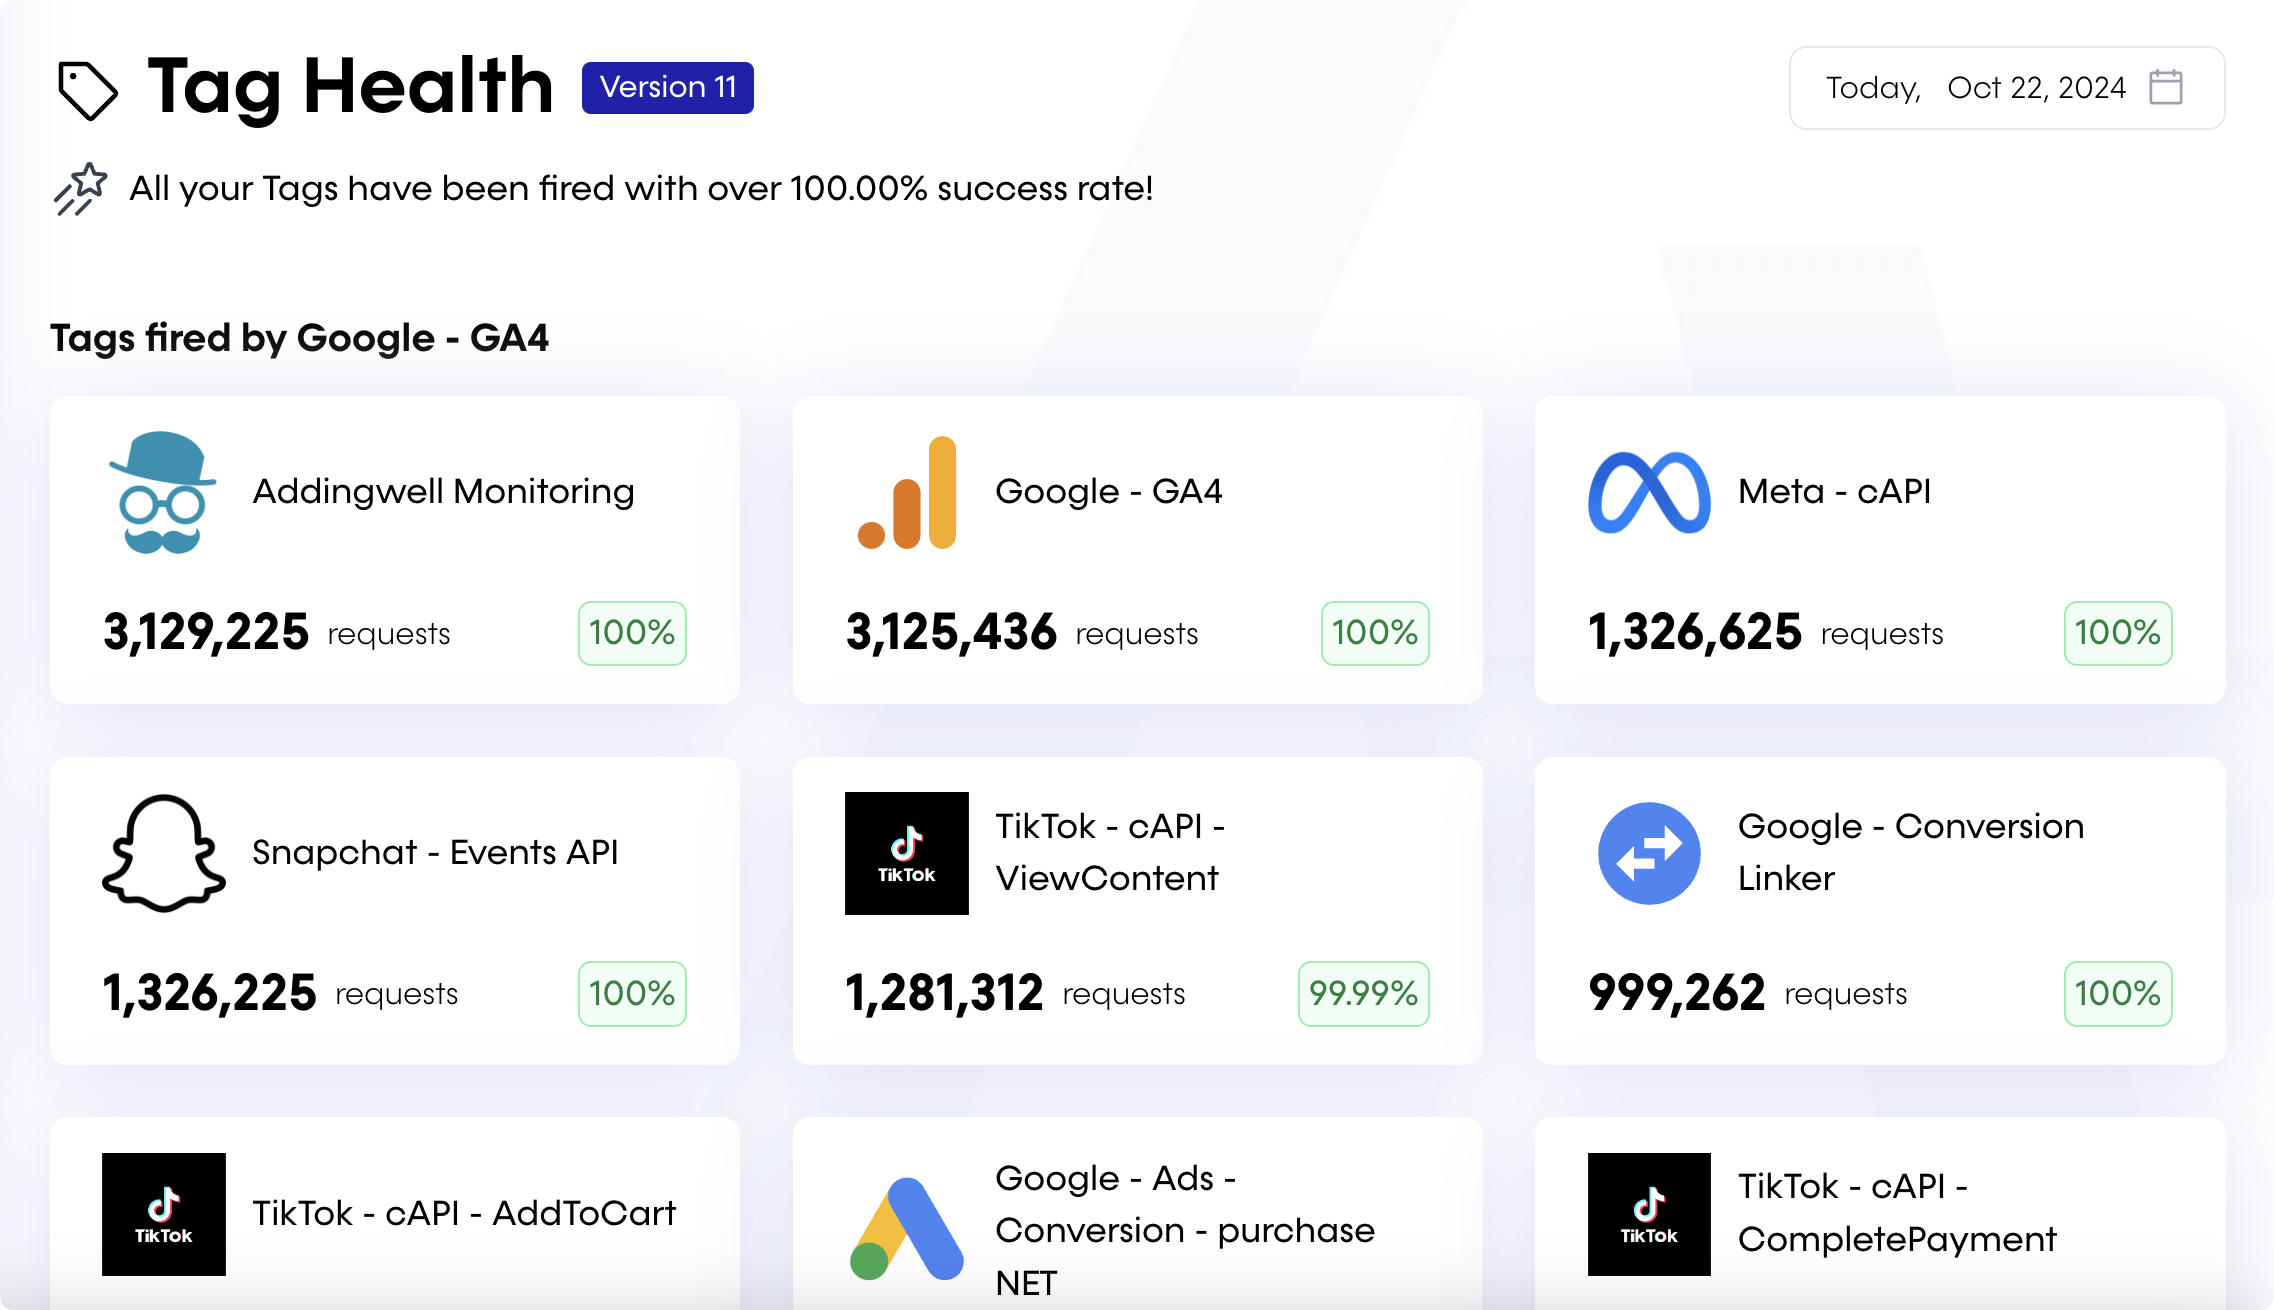 Tag Health Version 11
Today, Oct 22, 2024
All your Tags have been fired with over 100.00% success rate!
Tags fired by Google - GA4
Addingwell Monitoring
3,129,225 requests 100%
Google - GA4
3,125,436 requests 100%
Meta - cAPI
1,326,625 requests 100%
Snapchat - Events API
1,326,225 requests 100%
TikTok
TikTok - cAPI -
ViewContent
1,281,312 requests 99.99%
Google - Conversion
Linker
999,262 requests 100%
TikTok
TikTok - cAPI - AddToCart
Google - Ads -
Conversion - purchase
NET
TikTok
TikTok - cAPI -
CompletePayment